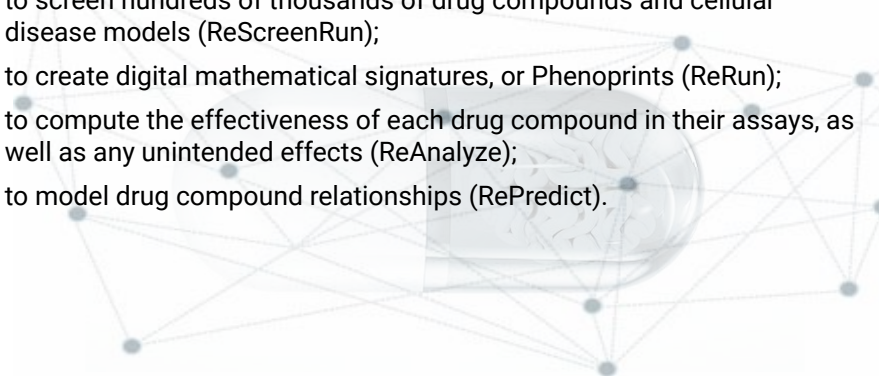 to screen hundreds of thousands of drug compounds and cellular
disease models (ReScreenRun);
to create digital mathematical signatures, or Phenoprints (ReRun);
to compute the effectiveness of each drug compound in their assays, as
well as any unintended effects (ReAnalyze);
to model drug compound relationships (RePredict).